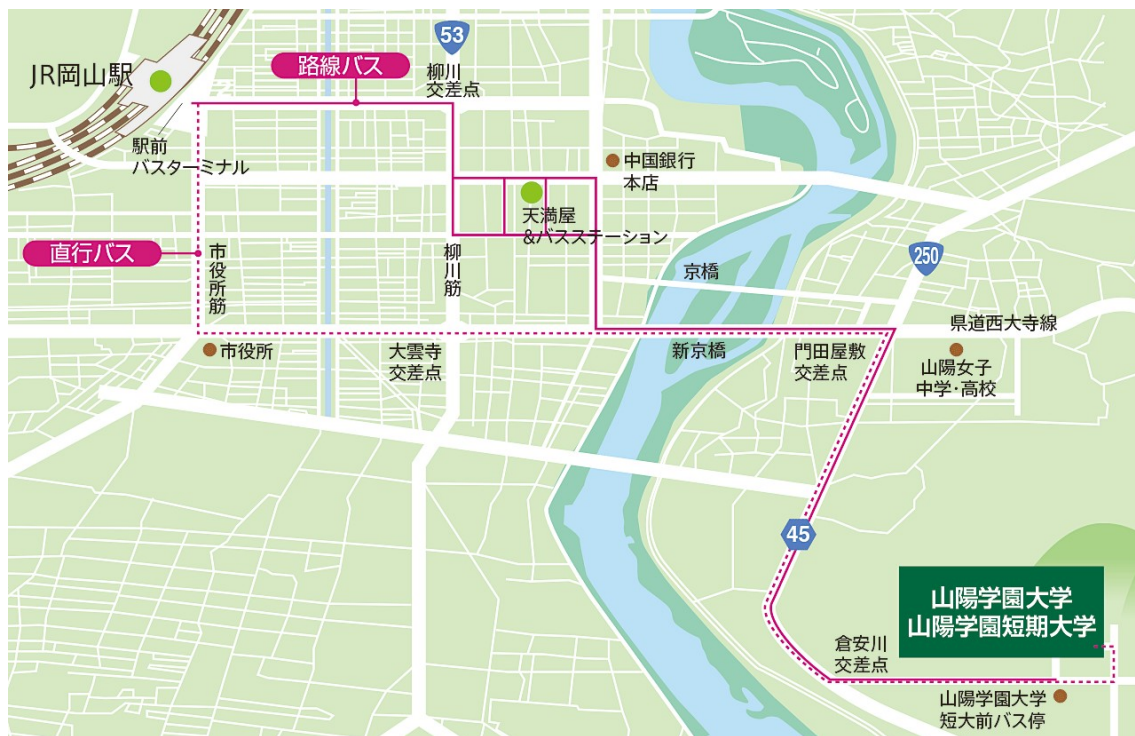 53
JR岡山駅
路線バス
柳川
交差点
駅前
バスターミナル
中国銀行
本店
天満屋
&バスステーション
直行バス
市役所筋
柳川筋
京橋
250
県道西大寺線
市役所
大雲寺
交差点
新京橋
門田屋敷
交差点
山陽女子
中学・高校
45
山陽学園大学
山陽学園短期大学
倉安川
交差点
山陽学園大学
短大前バス停